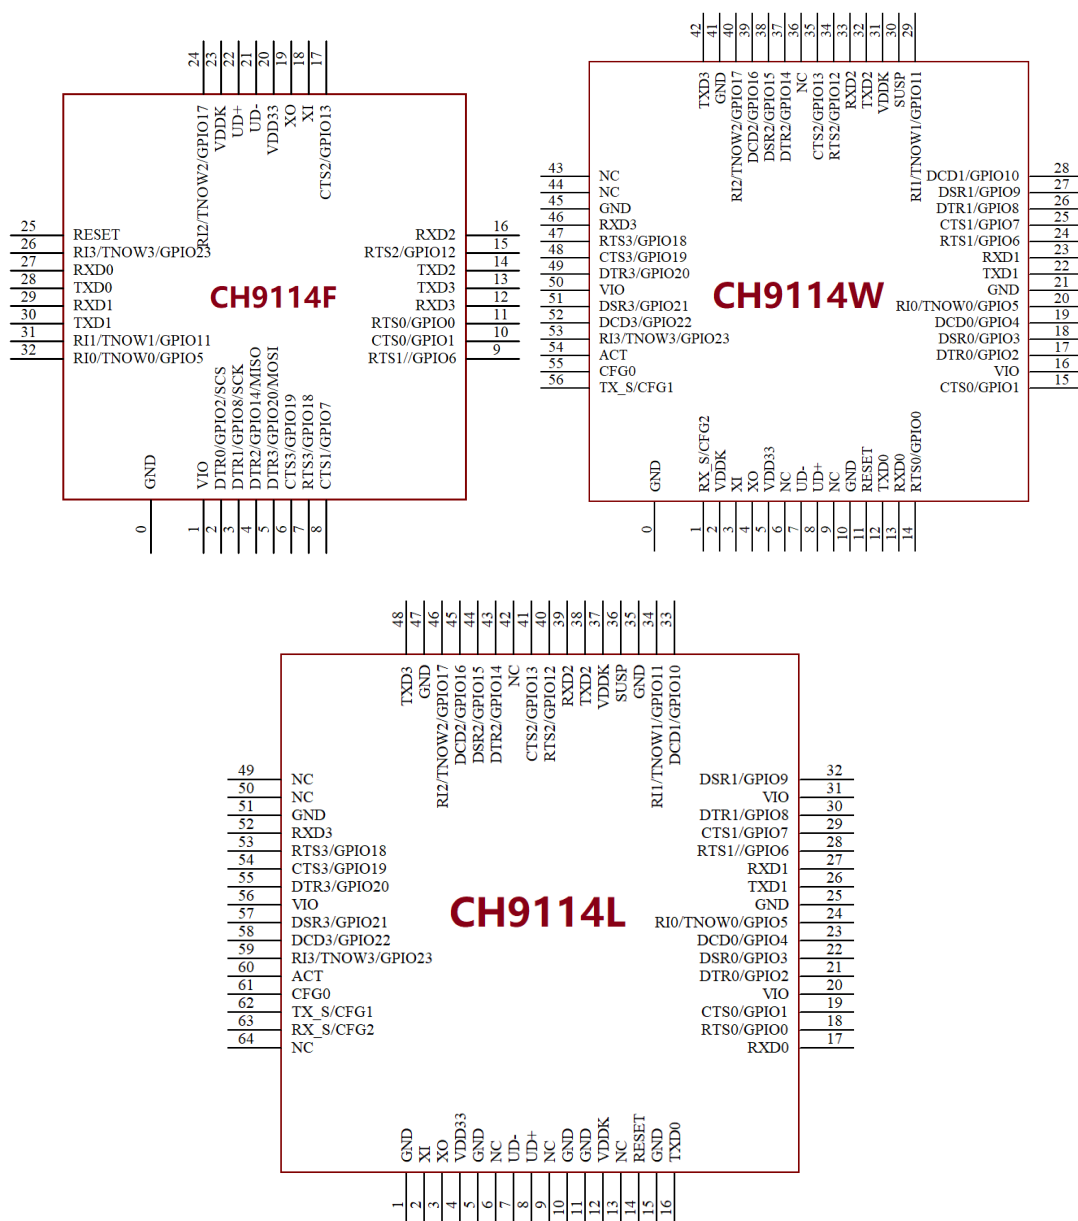 24 23 22 21 20 19 18 17
RI2/TNOW2/GPIO17
VDDK
UD+
UD-
VDD33
XO
XI
CTS2/GPIO13
25 RESET
26 RI3/TNOW3/GPIO23
27 RXD0
28 TXD0
29 RXD1
30 TXD1
31 RI1/TNOW1/GPIO11
32 RI0/TNOW0/GPIO5
CH9114F
RXD2 16
RTS2/GPIO12 15
TXD2 14
TXD3 13
RXD3 12
RTS0/GPIO0 11
CTS0/GPIO1 10
RTS1//GPIO6 9
GND
VIO
DTR0/GPIO2/SCS
DTR1/GPIO8/SCK
DTR2/GPIO14/MISO
DTR3/GPIO20/MOSI
CTS3/GPIO19
RTS3/GPIO18
CTS1/GPIO7
0 1 2 3 4 5 6 7 8
42 41 40 39 38 37 36 35 34 33 32 31 30 29
TXD3
GND
RI2/TNOW2/GPIO17
DCD2/GPIO16
DSR2/GPIO15
DTR2/GPIO14
NC
CTS2/GPIO13
RTS2/GPIO12
RXD2
TXD2
VDDK
SUSP
RI1/TNOW1/GPIO11
43 NC
44 NC
45 GND
46 RXD3
47 RTS3/GPIO18
48 CTS3/GPIO19
49 DTR3/GPIO20
50 VIO
51 DSR3/GPIO21
52 DCD3/GPIO22
53 RI3/TNOW3/GPIO23
54 ACT
55 CFG0
56 TX_S/CFG1
CH9114W
DCD1/GPIO10 28
DSR1/GPIO9 27
DTR1/GPIO8 26
CTS1/GPIO7 25
RTS1/GPIO6 24
RXD1 23
TXD1 22
GND 21
RI0/TNOW0/GPIO5 20
DCD0/GPIO4 19
DSR0/GPIO3 18
DTR0/GPIO2 17
VIO 16
CTS0/GPIO1 15
GND
RX_S/CFG2
VDDK
XI
XO
VDD33
NC
UD-
UD+
NC
GND
RESET
TXD0
RXD0
RTS0/GPIO0
0 1 2 3 4 5 6 7 8 9 10 11 12 13 14
48 47 46 45 44 43 42 41 40 39 38 37 36 35 34 33
TXD3
GND
RI2/TNOW2/GPIO17
DCD2/GPIO16
DSR2/GPIO15
DTR2/GPIO14
NC
CTS2/GPIO13
RTS2/GPIO12
RXD2
TXD2
VDDK
SUSP
GND
RI1/TNOW1/GPIO11
DCD1/GPIO10
49 NC
50 NC
51 GND
52 RXD3
53 RTS3/GPIO18
54 CTS3/GPIO19
55 DTR3/GPIO20
56 VIO
57 DSR3/GPIO21
58 DCD3/GPIO22
59 RI3/TNOW3/GPIO23
60 ACT
61 CFG0
62 TX_S/CFG1
63 RX_S/CFG2
64 NC
CH9114L
DSR1/GPIO9 32
VIO 31
DTR1/GPIO8 30
CTS1/GPIO7 29
RTS1//GPIO6 28
RXD1 27
TXD1 26
GND 25
RI0/TNOW0/GPIO5 24
DCD0/GPIO4 23
DSR0/GPIO3 22
DTR0/GPIO2 21
VIO 20
CTS0/GPIO1 19
RTS0/GPIO0 18
RXD0 17
GND
XI
XO
VDD33
GND
NC
UD-
UD+
NC
GND
GND
VDDK
NC
RESET
GND
TXD0
1 2 3 4 5 6 7 8 9 10 11 12 13 14 15 16